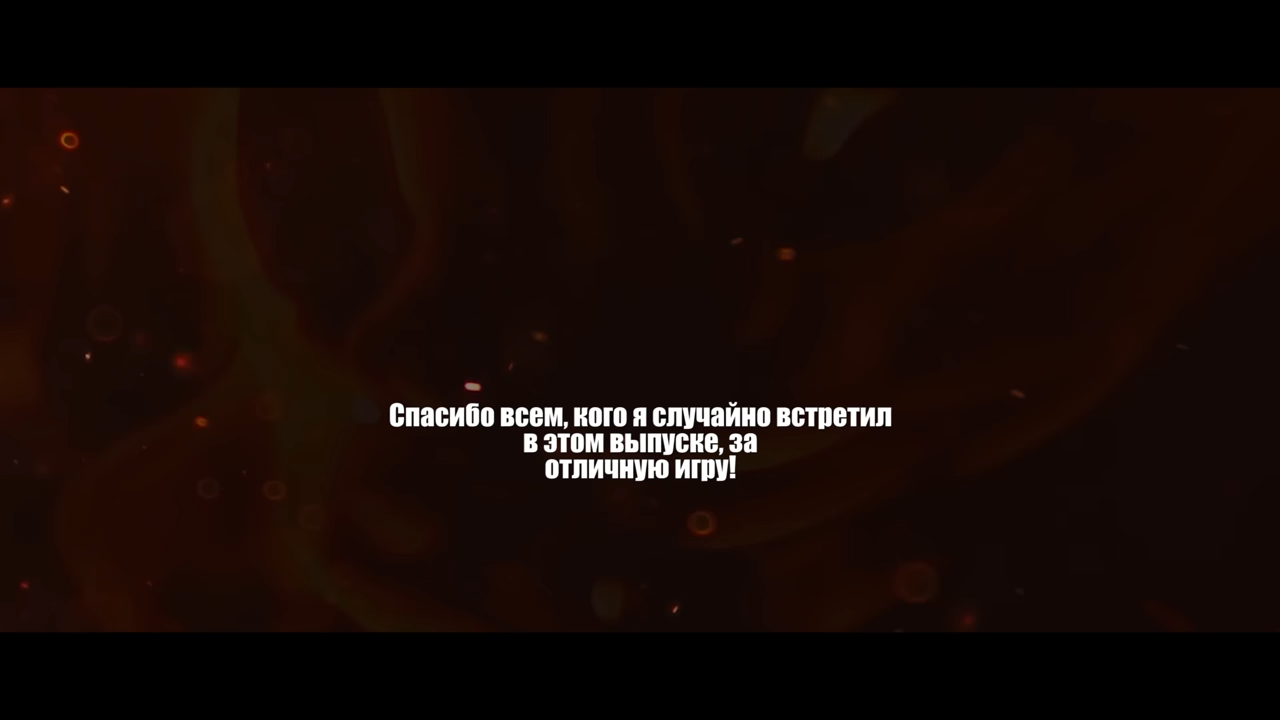 Спасибо всем, кого я случайно встретил
в этом выпуске, за
отличную игру!